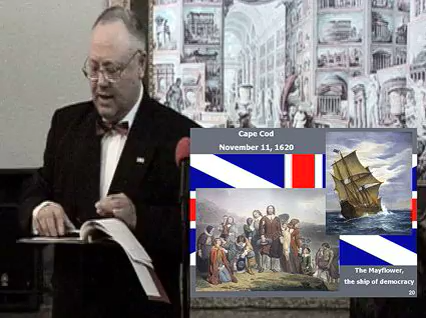 Cape Cod
November 11, 1620
The Mayflower,
the ship of democracy
20